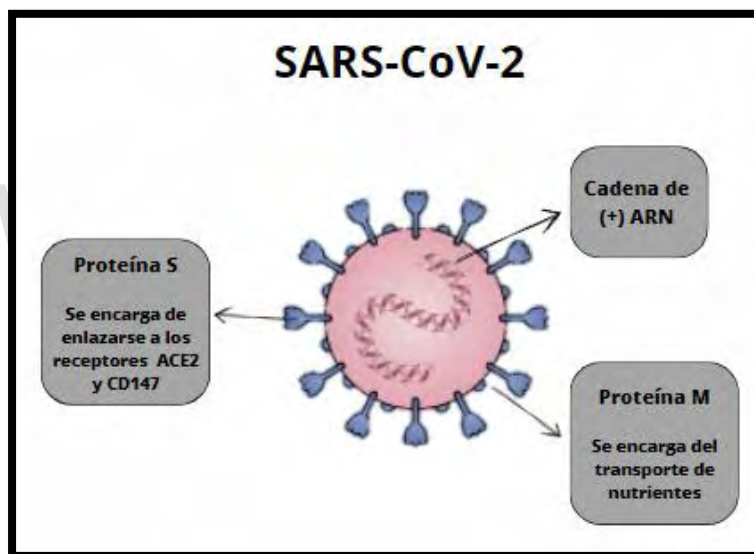 SARS-CoV-2
Cadena de
(+) ARN
Proteína S
Se encarga de
enlazarse a los
receptores ACE2
y CD147
Proteína M
Se encarga del
transporte de
nutrientes